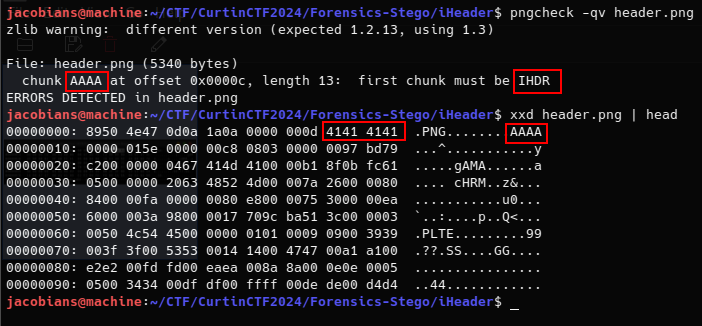 jacobians@machine:~/CTF/CurtinCTF2024/Forensics-Stego/iHeader$ pngcheck -qv header.png
zlib warning:  different version (expected 1.2.13, using 1.3)

File: header.png (5340 bytes)
  chunk AAAA at offset 0x0000c, length 13:  first chunk must be IHDR
ERRORS DETECTED in header.png
jacobians@machine:~/CTF/CurtinCTF2024/Forensics-Stego/iHeader$ xxd header.png | head
00000000: 8950 4e47 0d0a 1a0a 0000 000d 4141 4141  .PNG........AAAA
00000010: 0000 015e 0000 00c8 0803 0000 0097 bd79  ...^...........y
00000020: c200 0000 0467 414d 4100 00b1 8f0b fc61  .....gAMA......a
00000030: 0500 0000 2063 4852 4d00 007a 2600 0080  .... cHRM..z&...
00000040: 8400 00fa 0000 0080 e800 0075 3000 00ea  ...........u0...
00000050: 6000 003a 9800 0017 709c ba51 3c00 0003  `..:....p..Q<...
00000060: 0050 4c54 4500 0000 0101 0009 0900 3939  .PLTE.........99
00000070: 003f 3f00 5353 0014 1400 4747 00a1 a100  .??.SS....GG....
00000080: e2e2 00fd fd00 eaea 008a 8a00 0e0e 0005  ................
00000090: 0500 3434 00df df00 ffff 00de de00 d4d4  ..44............
jacobians@machine:~/CTF/CurtinCTF2024/Forensics-Stego/iHeader$ _